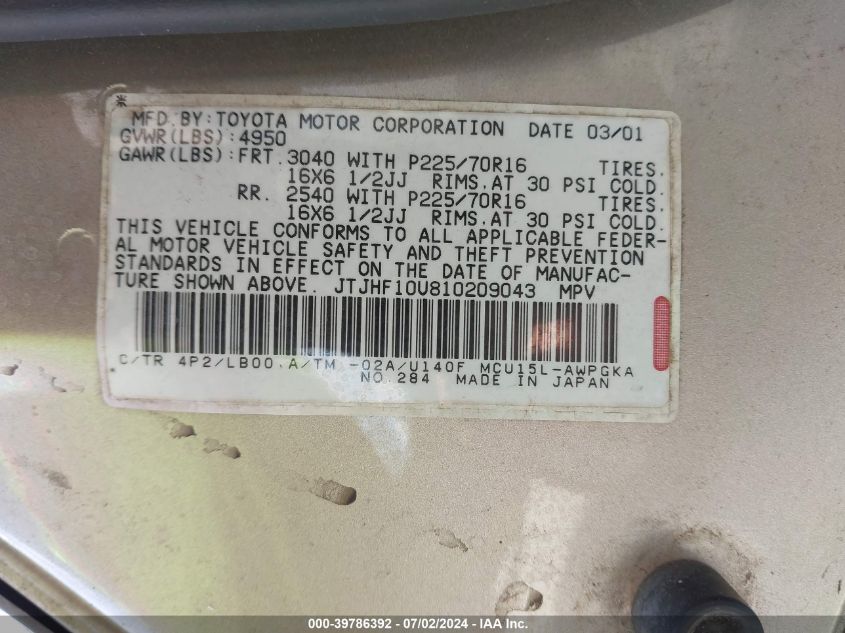 MFD. BY: TOYOTA MOTOR CORPORATION DATE 03/01
GVWR(LBS):4950
GAWR(LBS):FRT. 3040 WITH P225/70R16 TIRES.
16X6 1/2JJ RIMS.AT 30 PSI COLD.
RR. 2540 WITH P225/70R16 TIRES.
16X6 1/2JJ RIMS.AT 30 PSI COLD.
THIS VEHICLE CONFORMS TO ALL APPLICABLE FEDER-
AL MOTOR VEHICLE SAFETY AND THEFT PREVENTION
STANDARDS IN EFFECT ON THE DATE OF MANUFAC-
TURE SHOWN ABOVE. JTJHF10U810209043 MPV
C/TR 4P2/LB00 A/TM -02A/U140F MCU15L-AWPGKA
NO.284 MADE IN JAPAN
000-39786392 - 07/02/2024 - IAA Inc.